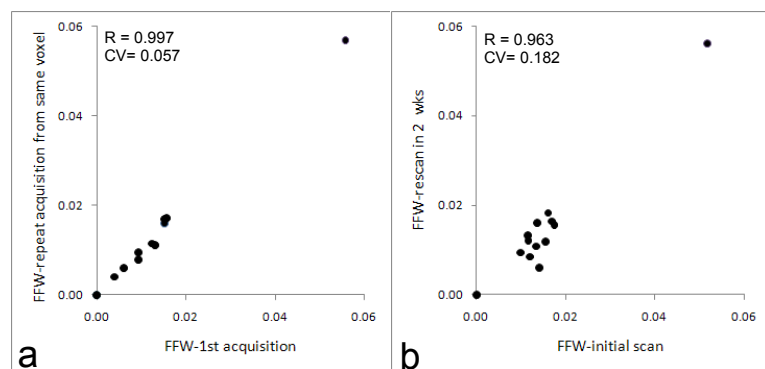 0.06
R = 0.997
CV= 0.057
0.04
0.02
0.00
0.00
0.02
0.04
0.06
FFW-repeat acquisition from same voxel
FFW-1st acquisition
a
0.06
R = 0.963
CV= 0.182
0.04
0.02
0.00
0.00
0.02
0.04
0.06
FFW-rescan in 2 wks
FFW-initial scan
b